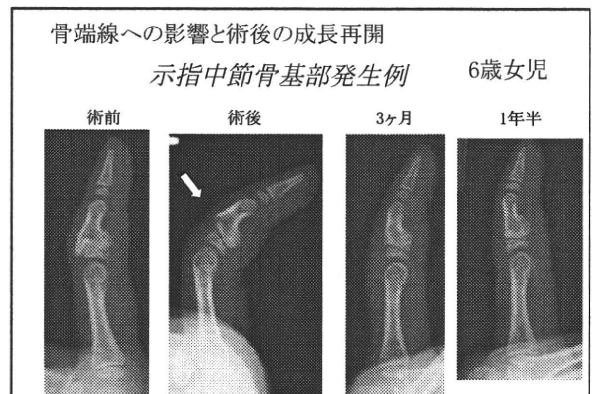 骨端線への影響と術後の成長再開
示指中節骨基部発生例 6歳女児
術前 術後 3ヶ月 1年半